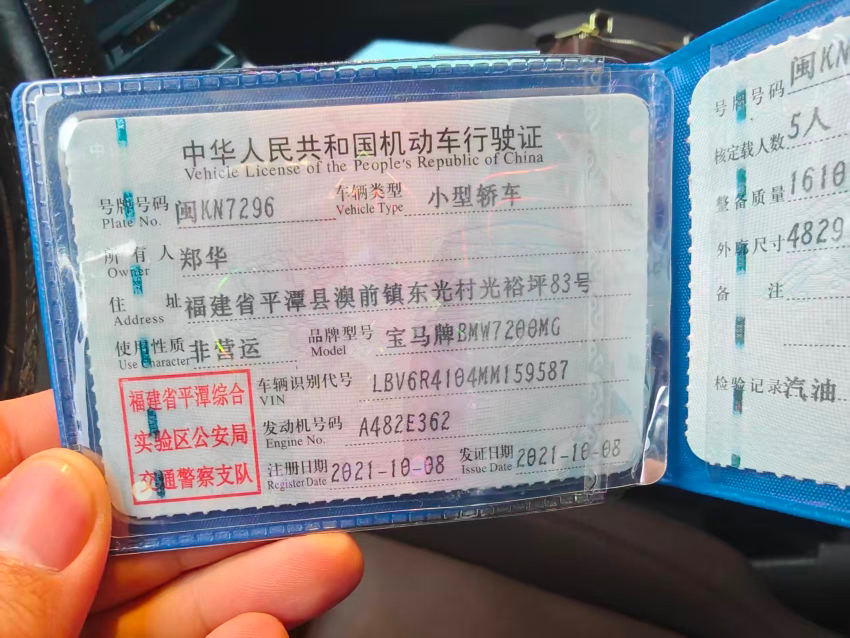 中华人民共和国机动车行驶证
Vehicle License of the People's Republic of China
号牌号码 闽KN7296 车辆类型 小型轿车
Plate No. Vehicle Type
所有人 郑华
Owner
住址 福建省平潭县澳前镇东光村光裕坪83号
Address
使用性质 非营运 品牌型号 宝马牌BMW7200MG
Use Character Model
车辆识别代号 LBV6R4104MM159587
VIN
发动机号码 A482E362
Engine No.
注册日期 2021-10-08 发证日期 2021-10-08
Register Date Issue Date
福建省平潭综合
实验区公安局
交通警察支队
号牌号码 闽KN
核定载人数 5人
整备质量 1610
外廓尺寸 4829
备注
检验记录 汽油